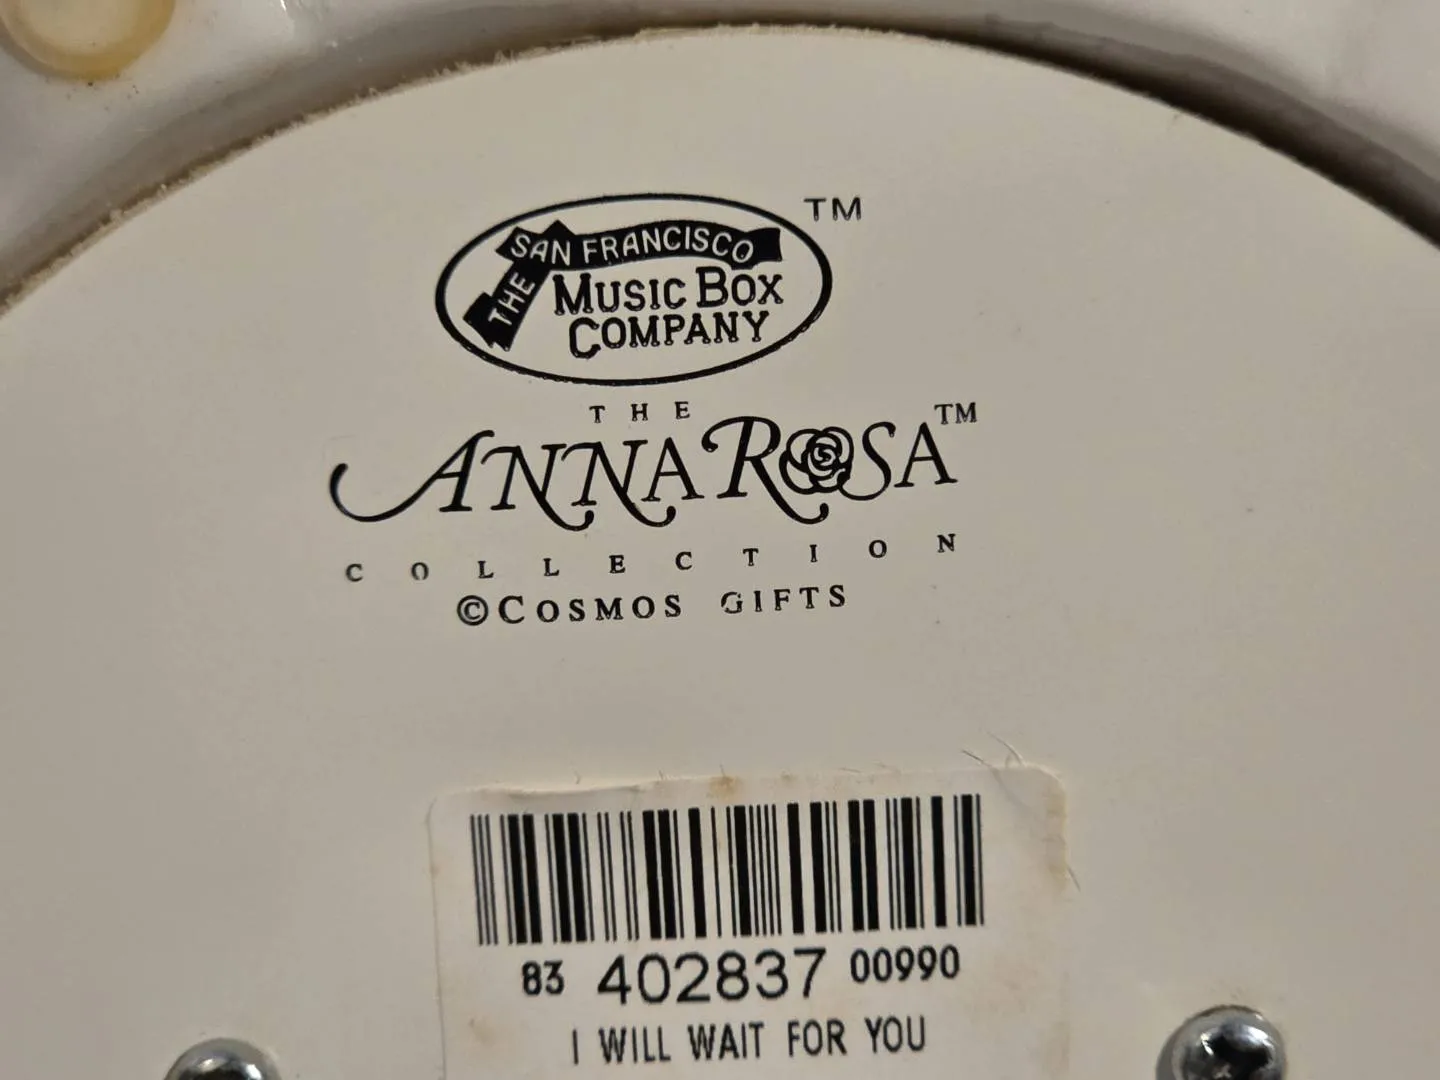 THE SAN FRANCISCO TM
MUSIC BOX
COMPANY
THE
ANNA ROSA TM
COLLECTION
©COSMOS GIFTS
83 402837 00990
I WILL WAIT FOR YOU